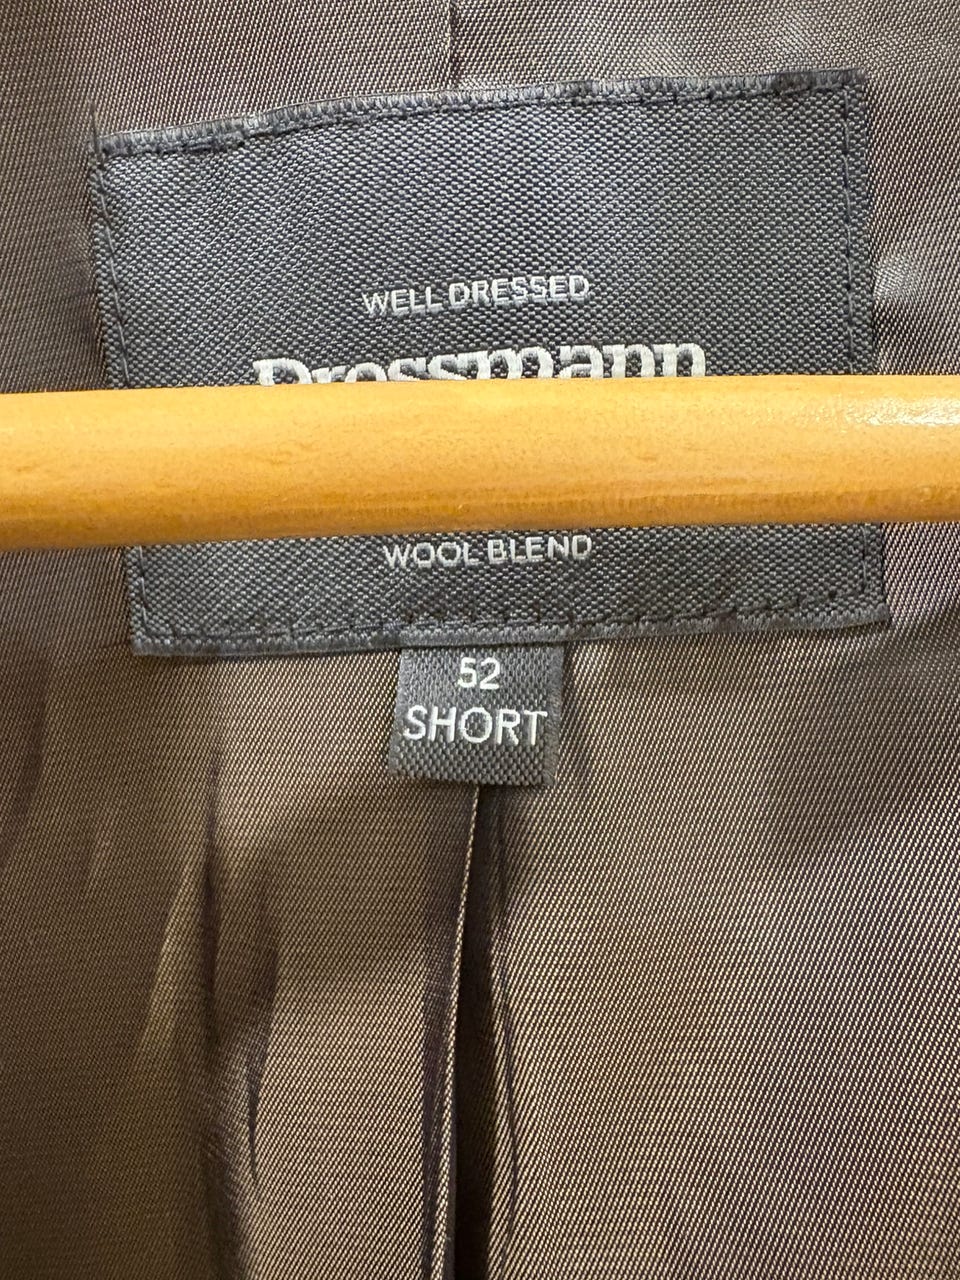 WELL DRESSED
Dressmann
WOOL BLEND
52
SHORT